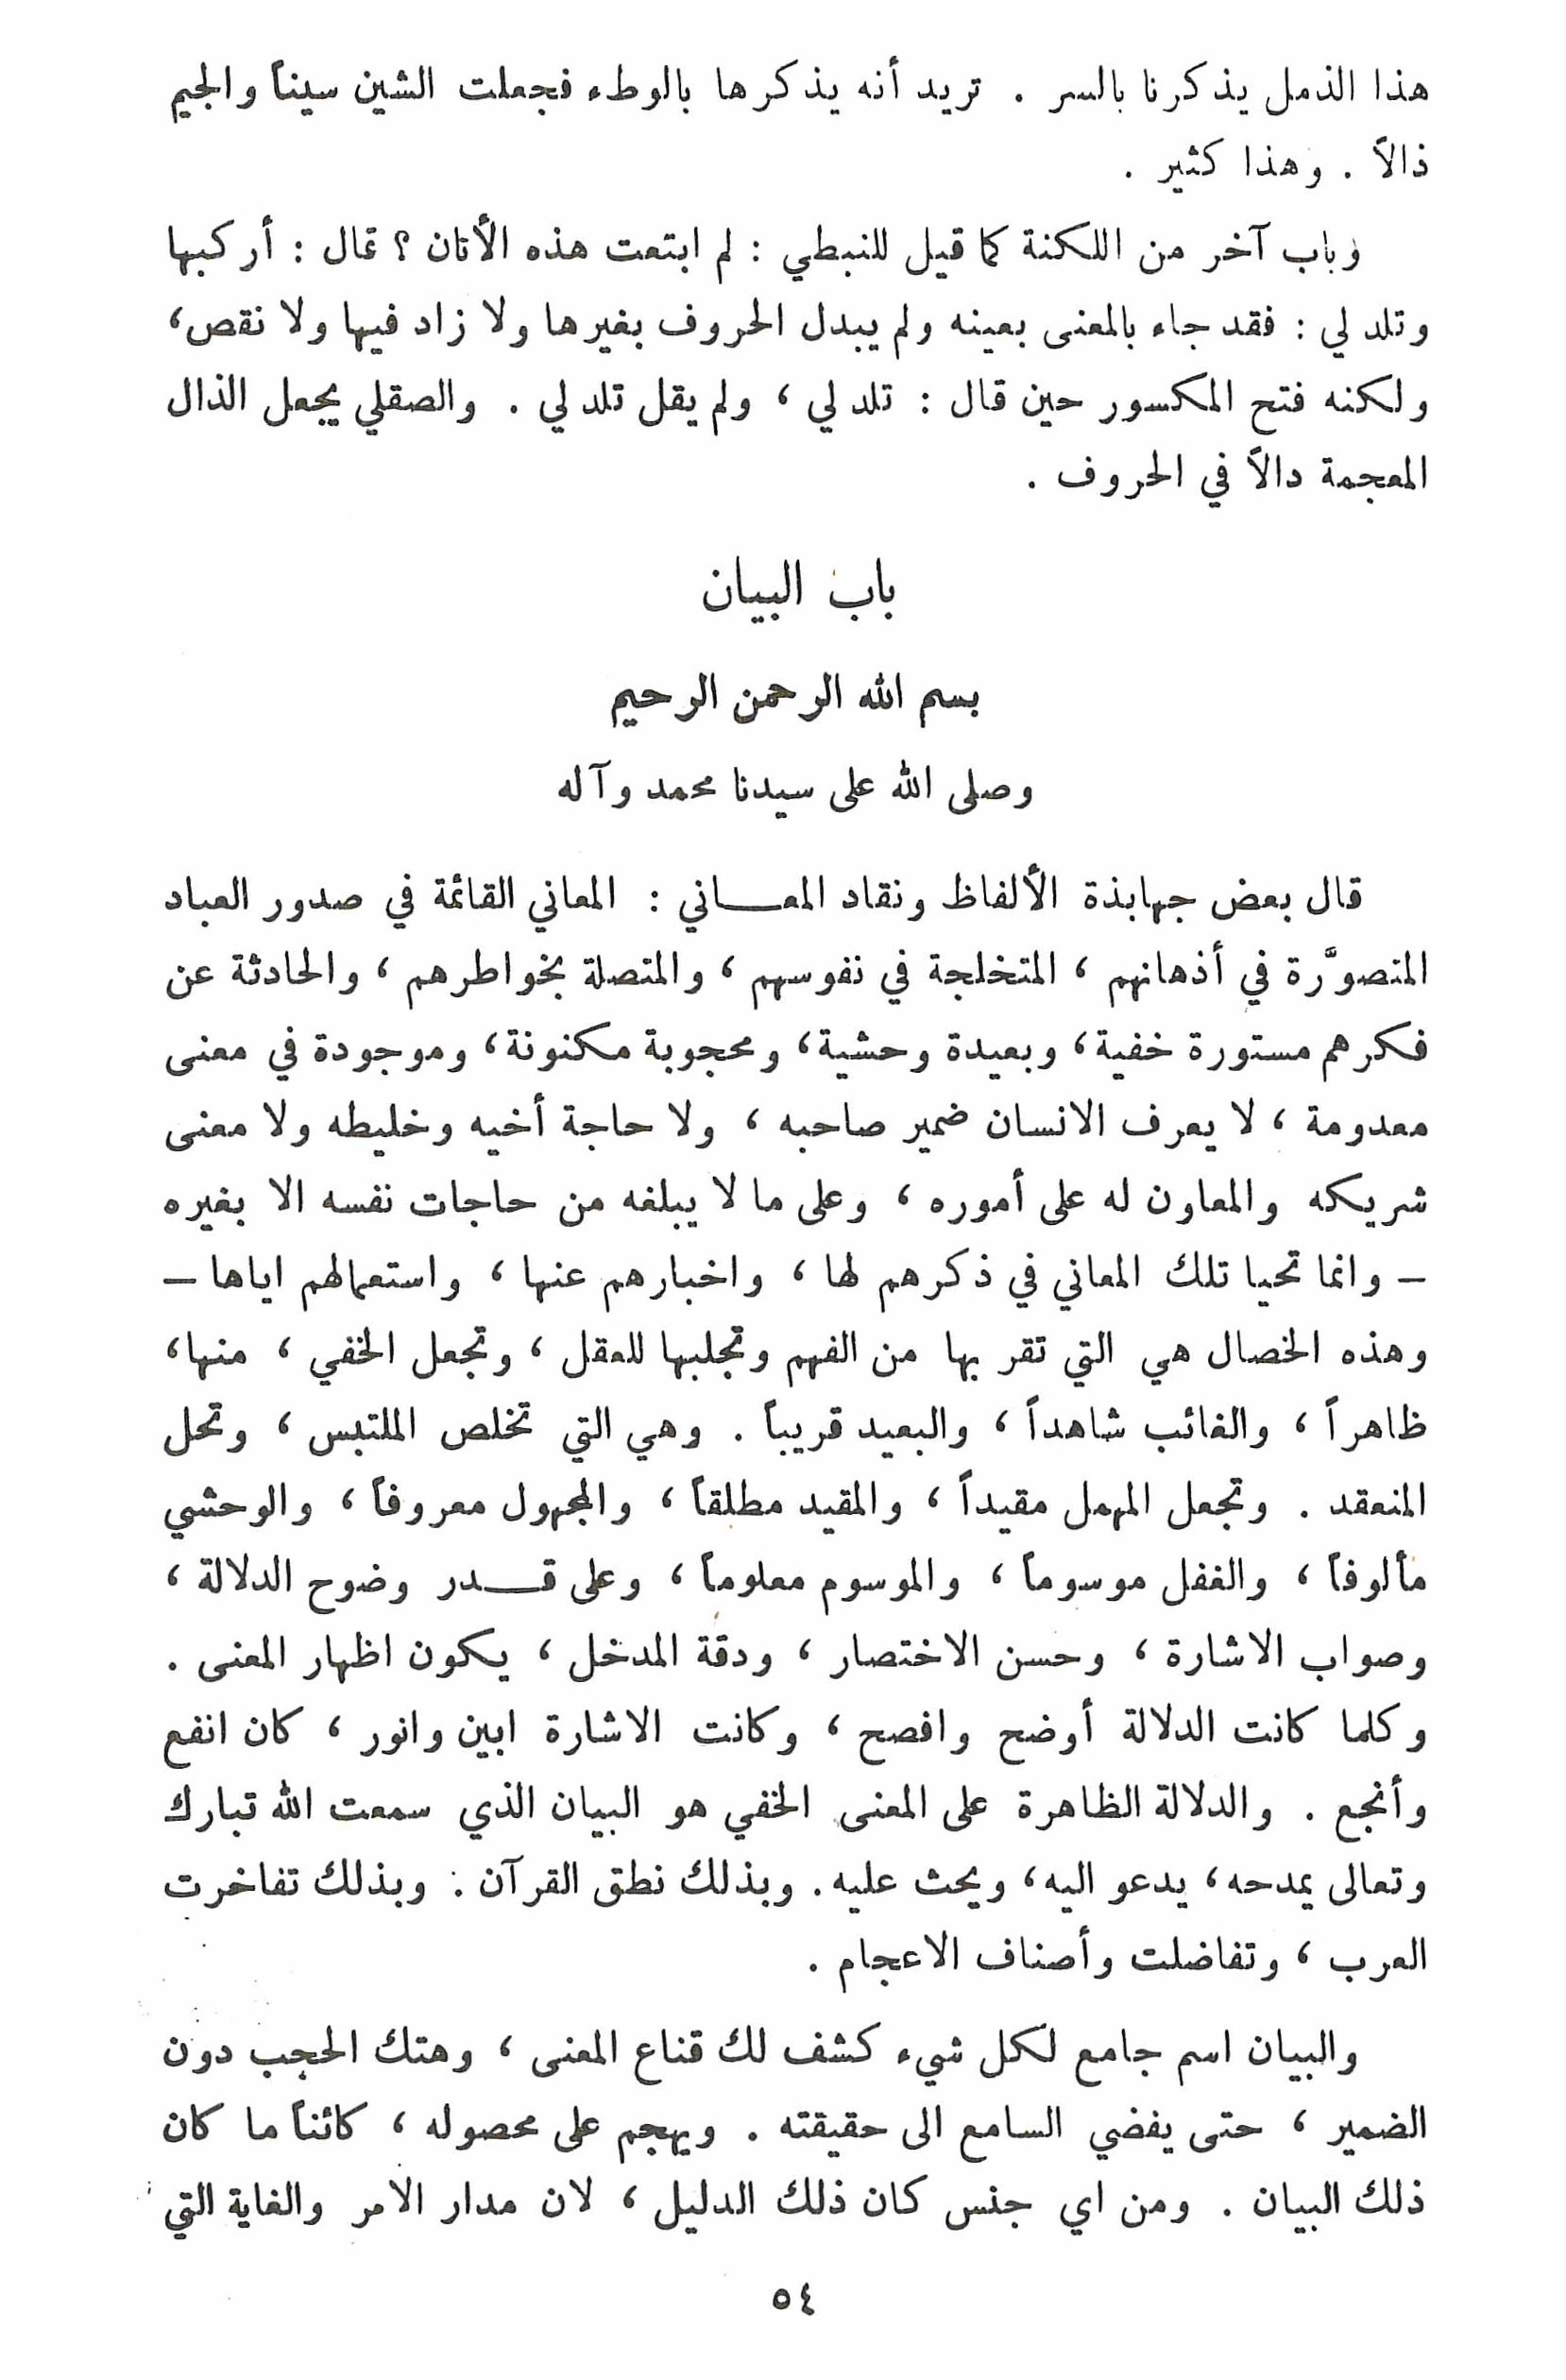 هذا الذمل يذكرنا بالسر . تريد أنه يذكرها بالوطء فجعلت الشين سيناً والجيم
ذالاً . وهذا كثير .
وباب آخر من اللكنة كما قيل للنبطي : لم ابتعت هذه الأتان ؟ قال : أركبها
وتلد لي : فقد جاء بالمعنى بعينه ولم يبدل الحروف بغيرها ولا زاد فيها ولا نقص،
ولكنه فتح المكسور حين قال : تلد لي ، ولم يقل تلد لي . والصقلي يجعل الذال
المعجمة دالاً في الحروف .
باب البيان
بسم الله الرحمن الرحيم
وصلى الله على سيدنا محمد وآله
قال بعض جهابذة الألفاظ ونقاد المعـــاني : المعاني القائمة في صدور العباد
المتصوَّرة في أذهانهم ، المتخلجة في نفوسهم ، والمتصلة بخواطرهم ، والحادثة عن
فكرهم مستورة خفية، وبعيدة وحشية، ومحجوبة مكنونة، وموجودة في معنى
معدومة ، لا يعرف الانسان ضمير صاحبه ، ولا حاجة أخيه وخليطه ولا معنى
شريكه والمعاون له على أموره ، وعلى ما لا يبلغه من حاجات نفسه الا بغيره
– وانما تحيا تلك المعاني في ذكرهم لها ، واخبارهم عنها ، واستعمالهم اياها –
وهذه الخصال هي التي تقر بها من الفهم وتجلبها للعقل ، وتجعل الخفي ، منها،
ظاهراً ، والغائب شاهداً ، والبعيد قريباً . وهي التي تخلص الملتبس ، وتحل
المنعقد . وتجعل المهمل مقيداً ، والمقيد مطلقاً ، والمجهول معروفاً ، والوحشي
مألوفاً ، والغفل موسوماً ، والموسوم معلوماً ، وعلى قـــدر وضوح الدلالة ،
وصواب الاشارة ، وحسن الاختصار ، ودقة المدخل ، يكون اظهار المعنى .
وكلما كانت الدلالة أوضح وافصح ، وكانت الاشارة ابين وانور ، كان انفع
وأنجع . والدلالة الظاهرة على المعنى الخفي هو البيان الذي سمعت الله تبارك
وتعالى يمدحه، يدعو اليه، ويحث عليه. وبذلك نطق القرآن . وبذلك تفاخرت
العرب ، وتفاضلت وأصناف الاعجام .
والبيان اسم جامع لكل شيء كشف لك قناع المعنى ، وهتك الحجب دون
الضمير ، حتى يفضي السامع الى حقيقته . ويهجم على محصوله ، كائناً ما كان
ذلك البيان . ومن اي جنس كان ذلك الدليل ، لان مدار الامر والغاية التي
٥٤